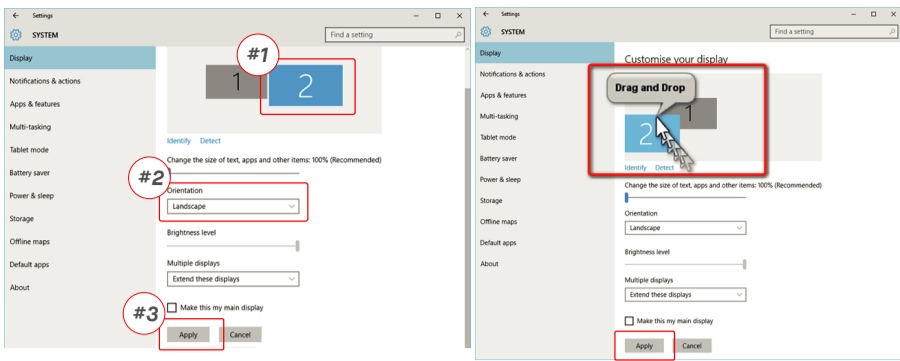 Settings
SYSTEM
Find a setting
Display
Notifications & actions
Apps & features
Multi-tasking
Tablet mode
Battery saver
Power & sleep
Storage
Offline maps
Default apps
About
#1
1
2
Identify Detect
Change the size of text, apps and other items: 100% (Recommended)
#2
Orientation
Landscape
Brightness level
Multiple displays
Extend these displays
Make this my main display
#3
Apply Cancel
Settings
SYSTEM
Find a setting
Display
Notifications & actions
Apps & features
Multi-tasking
Tablet mode
Battery saver
Power & sleep
Storage
Offline maps
Default apps
About
Customise your display
Drag and Drop
1
2
Identify Detect
Change the size of text, apps and other items: 100% (Recommended)
Orientation
Landscape
Brightness level
Multiple displays
Extend these displays
Make this my main display
Apply Cancel